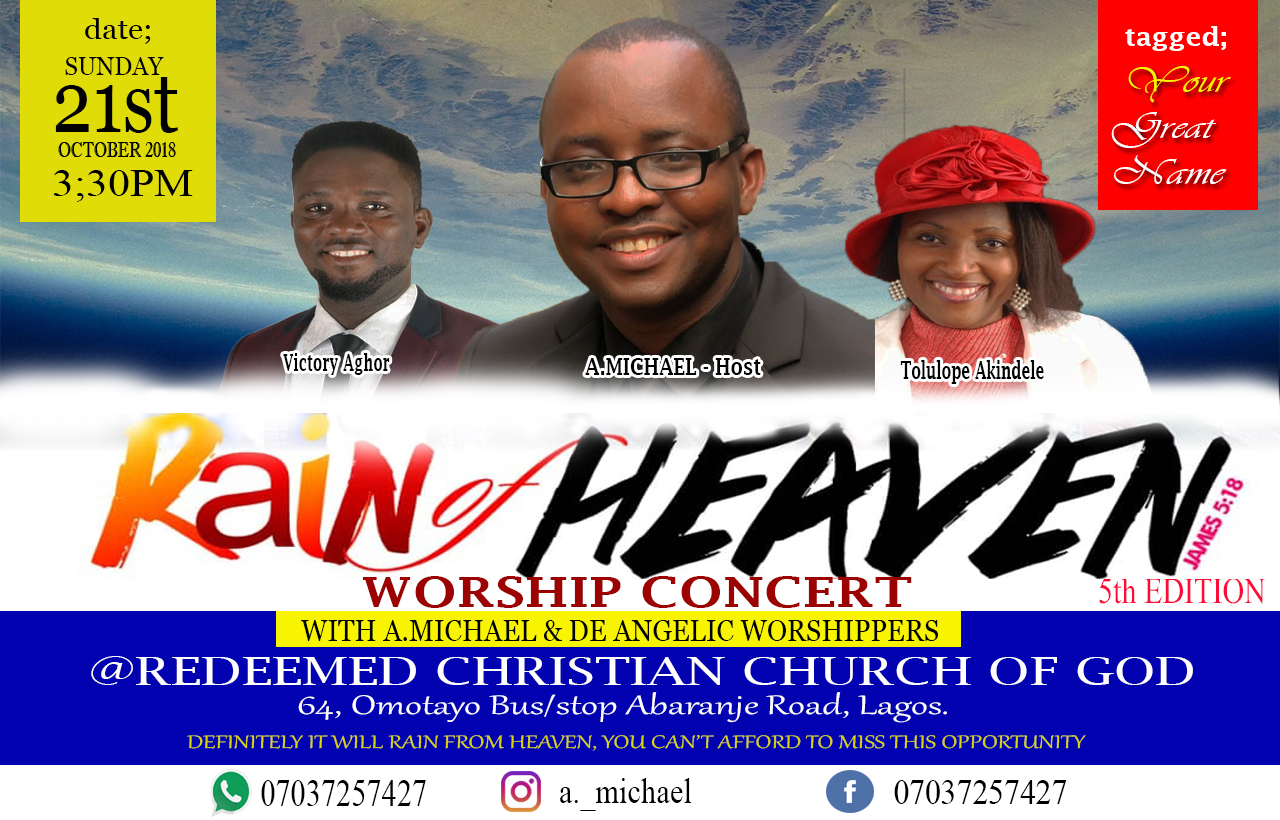 date;
SUNDAY
21st
OCTOBER 2018
3;30PM
tagged;
Your
Great
Name
Victory Aghor
A.MICHAEL - Host
Tolulope Akindele
Rain of HEAVEN
JAMES 5:18
WORSHIP CONCERT
5th EDITION
WITH A.MICHAEL & DE ANGELIC WORSHIPPERS
@REDEEMED CHRISTIAN CHURCH OF GOD
64, Omotayo Bus/stop Abaranje Road, Lagos.
DEFINITELY IT WILL RAIN FROM HEAVEN, YOU CAN'T AFFORD TO MISS THIS OPPORTUNITY
07037257427
a._michael
f 07037257427